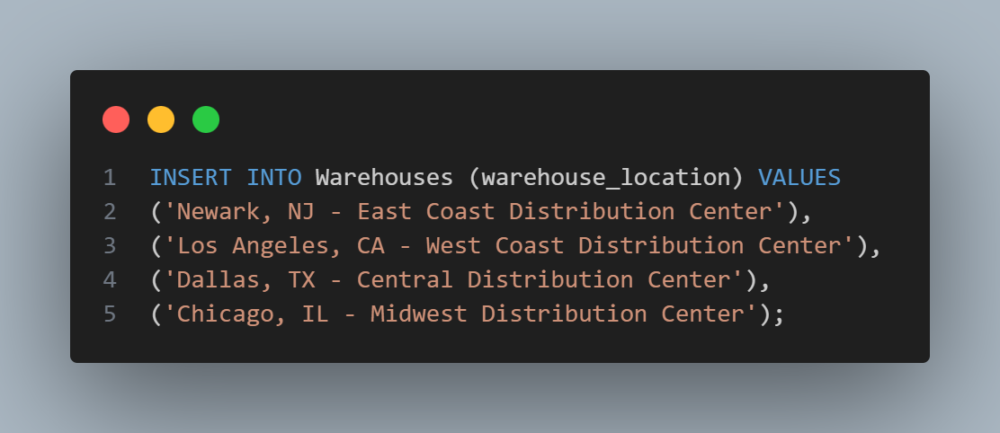 1 INSERT INTO Warehouses (warehouse_location) VALUES
2 ('Newark, NJ - East Coast Distribution Center'),
3 ('Los Angeles, CA - West Coast Distribution Center'),
4 ('Dallas, TX - Central Distribution Center'),
5 ('Chicago, IL - Midwest Distribution Center');